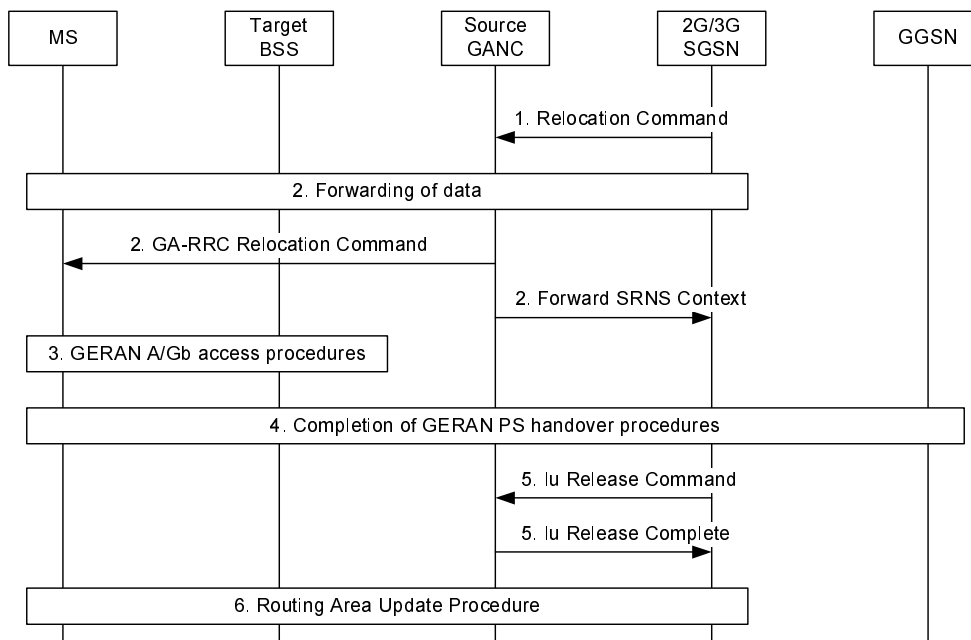 MS
Target
BSS
Source
GANC
2G/3G
SGSN
GGSN
1. Relocation Command
2. Forwarding of data
2. GA-RRC Relocation Command
2. Forward SRNS Context
3. GERAN A/Gb access procedures
4. Completion of GERAN PS handover procedures
5. Iu Release Command
5. Iu Release Complete
6. Routing Area Update Procedure